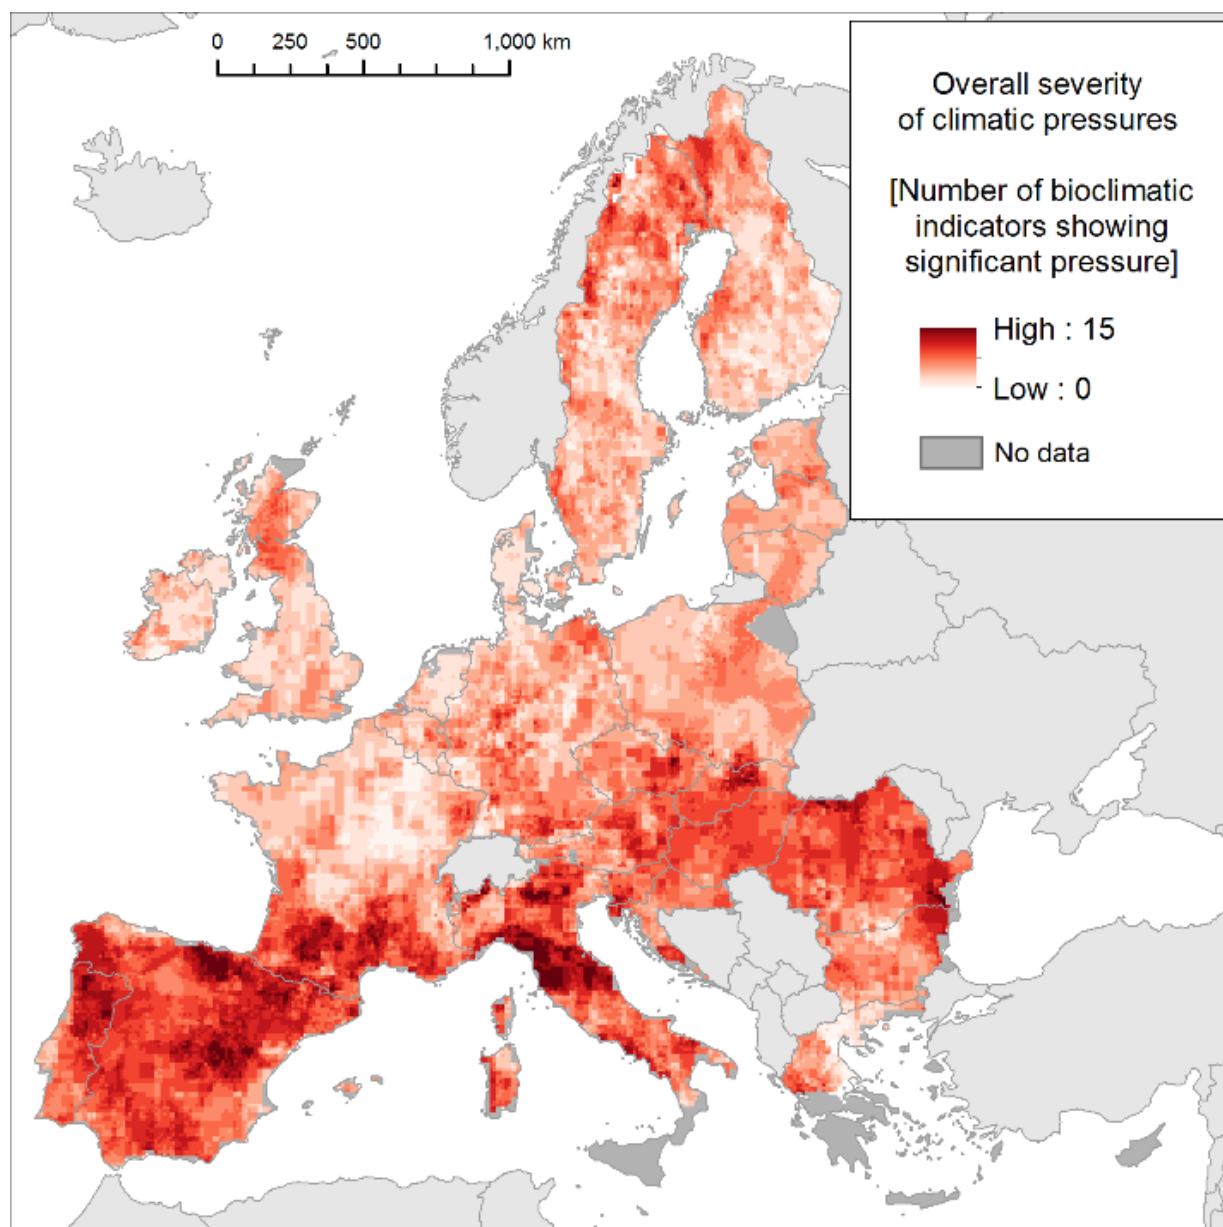 0 250 500 1,000 km
Overall severity
of climatic pressures
[Number of bioclimatic
indicators showing
significant pressure]
High : 15
Low : 0
No data